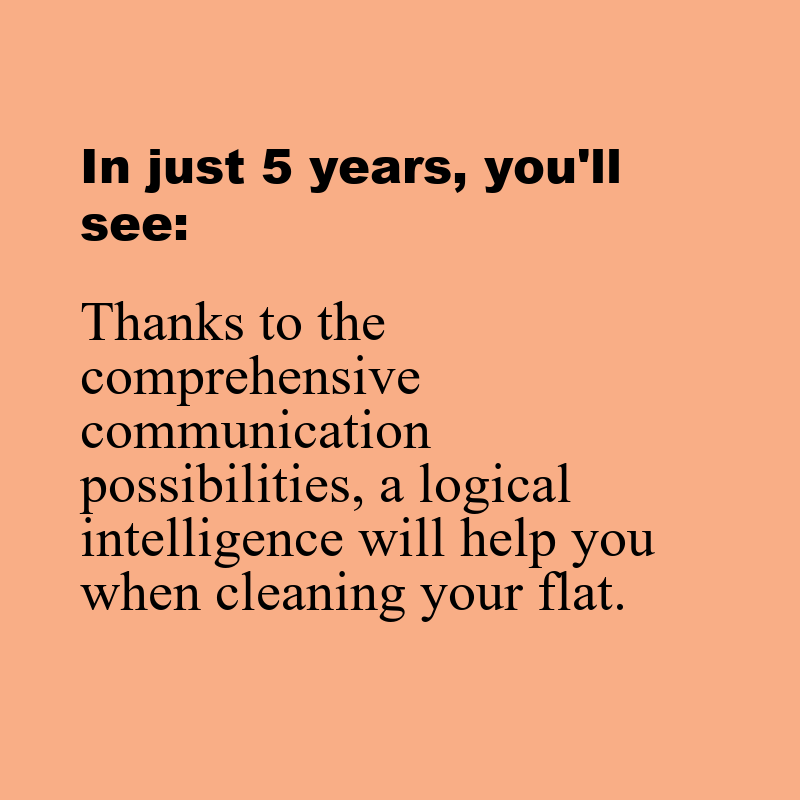 In just 5 years, you'll
see:
Thanks to the
comprehensive
communication
possibilities, a logical
intelligence will help you
when cleaning your flat.